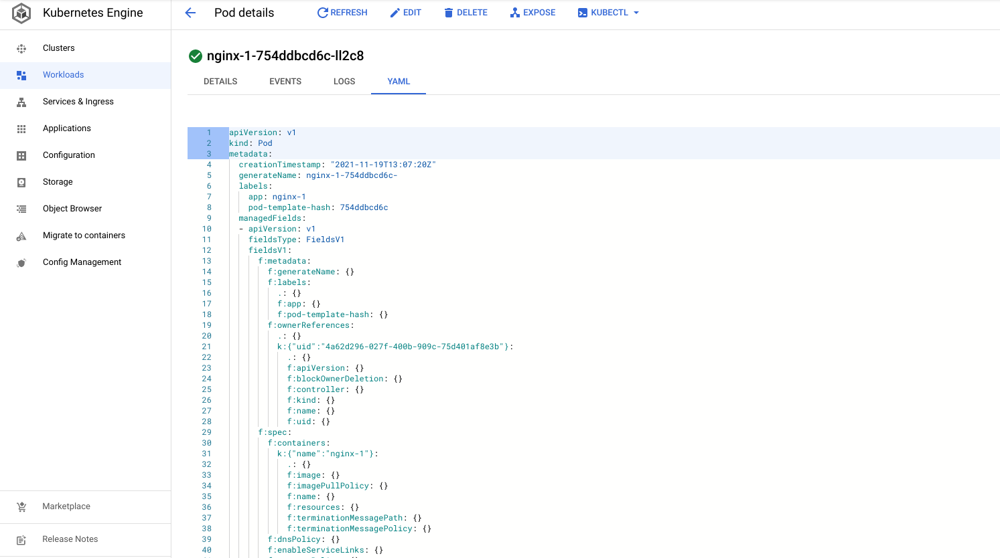 Kubernetes Engine
Pod details
REFRESH
EDIT
DELETE
EXPOSE
KUBECTL
Clusters
Workloads
Services & Ingress
Applications
Configuration
Storage
Object Browser
Migrate to containers
Config Management
Marketplace
Release Notes
nginx-1-754ddbcd6c-ll2c8
DETAILS
EVENTS
LOGS
YAML
1 apiVersion: v1
2 kind: Pod
3 metadata:
4 creationTimestamp: "2021-11-19T13:07:20Z"
5 generateName: nginx-1-754ddbcd6c-
6 labels:
7 app: nginx-1
8 pod-template-hash: 754ddbcd6c
9 managedFields:
10 - apiVersion: v1
11 fieldsType: FieldsV1
12 fieldsV1:
13 f:metadata:
14 f:generateName: {}
15 f:labels:
16 .: {}
17 f:app: {}
18 f:pod-template-hash: {}
19 f:ownerReferences:
20 .: {}
21 k:{"uid":"4a62d296-027f-400b-909c-75d401af8e3b"}:
22 .: {}
23 f:apiVersion: {}
24 f:blockOwnerDeletion: {}
25 f:controller: {}
26 f:kind: {}
27 f:name: {}
28 f:uid: {}
29 f:spec:
30 f:containers:
31 k:{"name":"nginx-1"}:
32 .: {}
33 f:image: {}
34 f:imagePullPolicy: {}
35 f:name: {}
36 f:resources: {}
37 f:terminationMessagePath: {}
38 f:terminationMessagePolicy: {}
39 f:dnsPolicy: {}
40 f:enableServiceLinks: {}